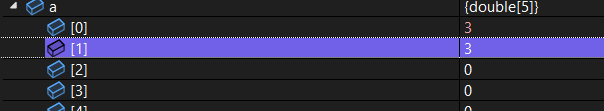 a {double[5]}
[0] 3
[1] 3
[2] 0
[3] 0